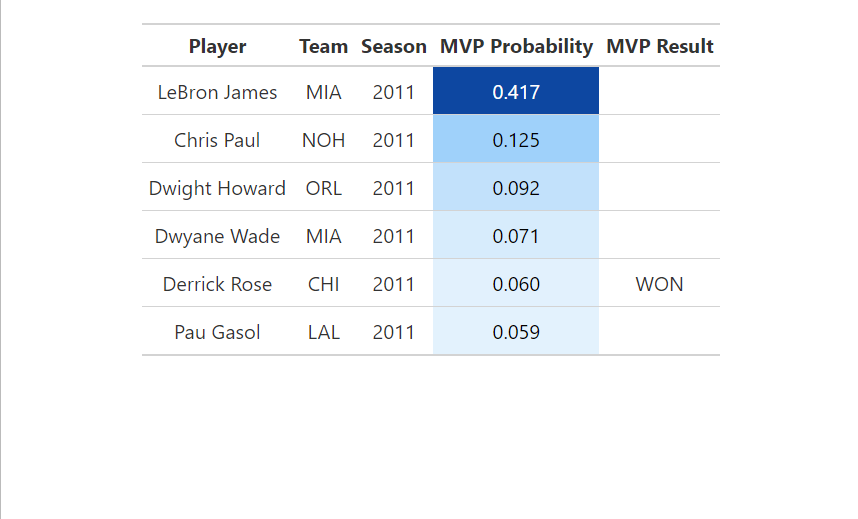 Player Team Season MVP Probability MVP Result
LeBron James MIA 2011 0.417
Chris Paul NOH 2011 0.125
Dwight Howard ORL 2011 0.092
Dwyane Wade MIA 2011 0.071
Derrick Rose CHI 2011 0.060 WON
Pau Gasol LAL 2011 0.059